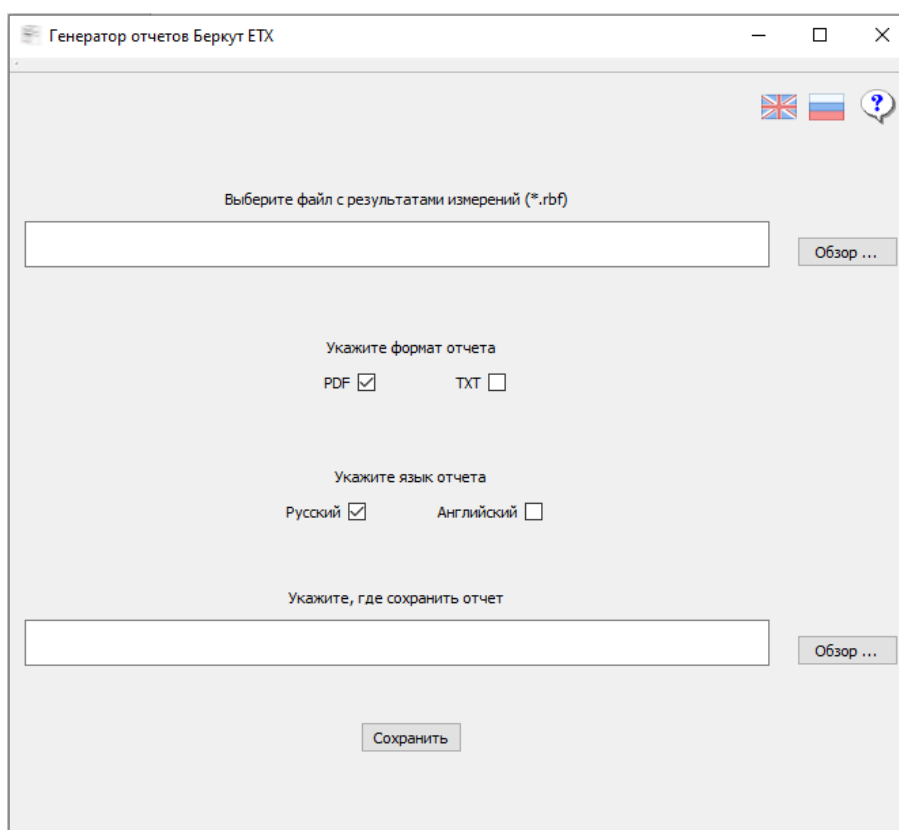 Генератор отчетов Беркут ETX
?
Выберите файл с результатами измерений (*.rbf)
Обзор ...
Укажите формат отчета
PDF TXT
Укажите язык отчета
Русский Английский
Укажите, где сохранить отчет
Обзор ...
Сохранить